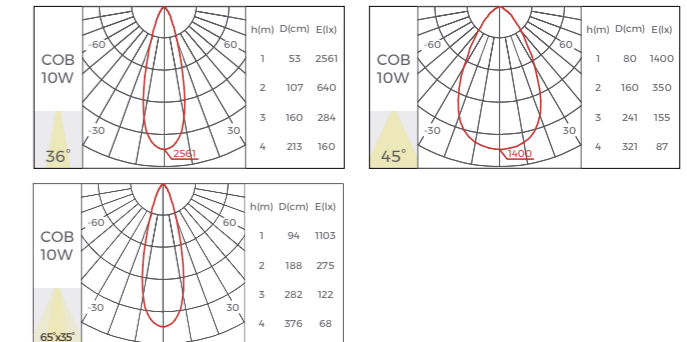 h(m) D(cm) E(lx)
-60 60
COB
10W
1 53 2561
2 107 640
3 160 284
-30 30
4 213 160
36°
2561
h(m) D(cm) E(lx)
-60 60
COB
10W
1 80 1400
2 160 350
3 241 155
-30 30
4 321 87
45°
1400
h(m) D(cm) E(lx)
-60 60
COB
10W
1 94 1103
2 188 275
3 282 122
-30 30
4 376 68
65°x35°